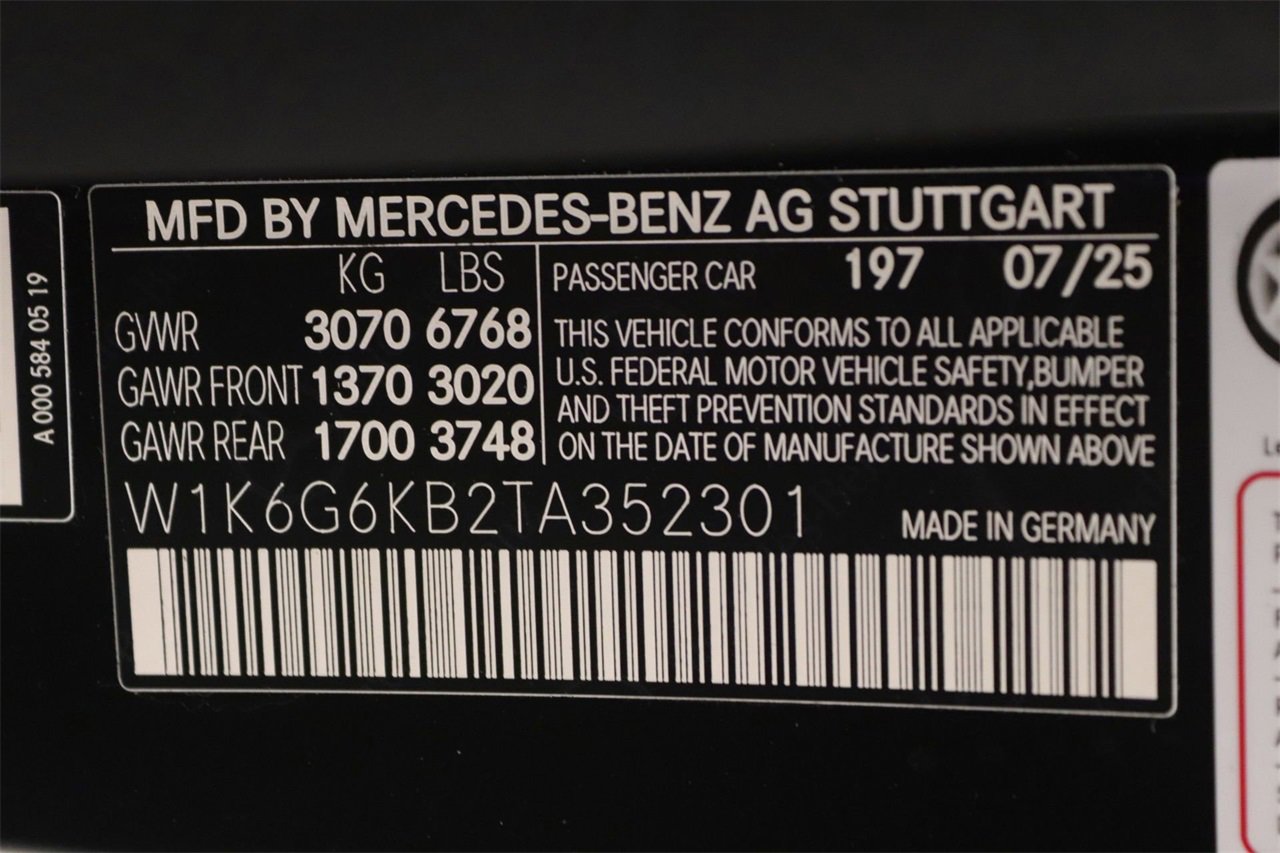 MFD BY MERCEDES-BENZ AG STUTTGART
KG LBS
GVWR 3070 6768
GAWR FRONT 1370 3020
GAWR REAR 1700 3748
PASSENGER CAR 197 07/25
THIS VEHICLE CONFORMS TO ALL APPLICABLE
U.S. FEDERAL MOTOR VEHICLE SAFETY,BUMPER
AND THEFT PREVENTION STANDARDS IN EFFECT
ON THE DATE OF MANUFACTURE SHOWN ABOVE
W1K6G6KB2TA352301
MADE IN GERMANY
A 000 584 05 19